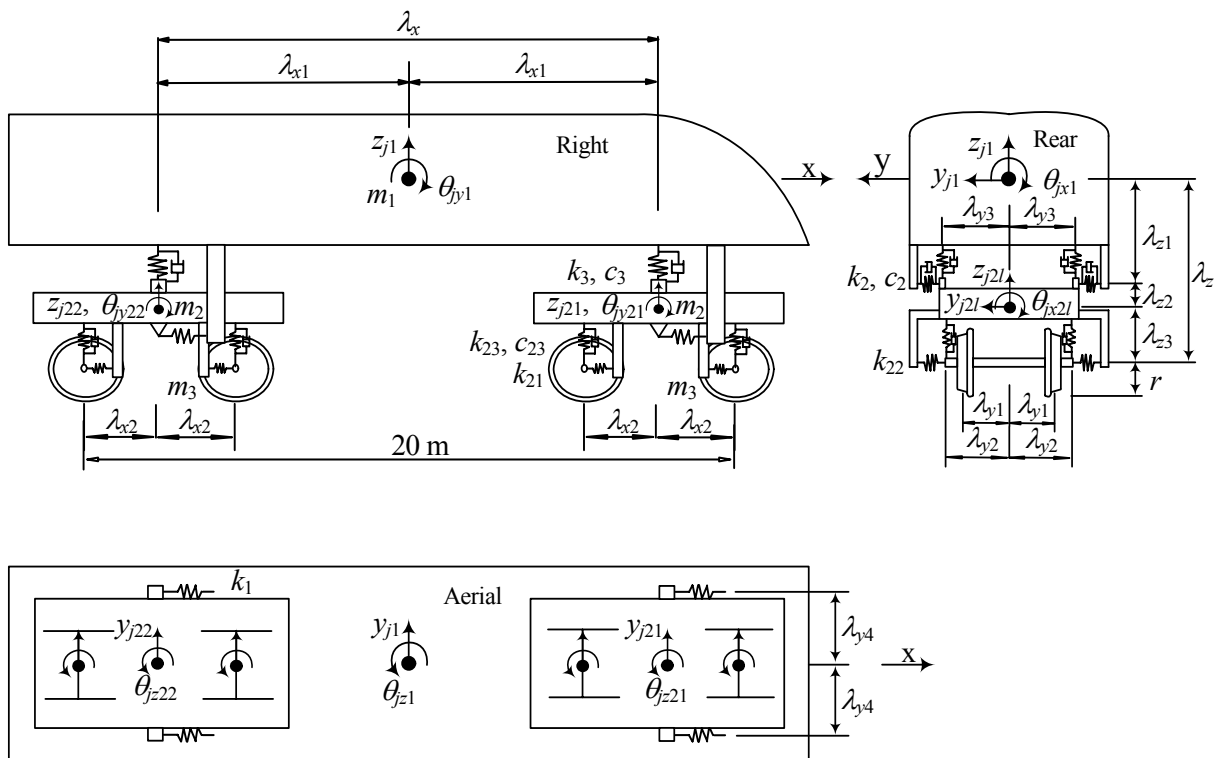 λx
λx1 λx1
zj1 Right
m1 θjy1
x
y
zj1 Rear
yj1 θjx1
λy3 λy3
λz1
λz
k3, c3
k2, c2
zj2l
λz2
zj22, θjy22 m2
zj21, θjy21 m2
yj2l θjx2l
λz3
k23, c23
k21
k22
m3
r
λx2 λx2
λx2 λx2
λy1 λy1
λy2 λy2
20 m
k1
Aerial
yj22
yj1
yj21
λy4
x
θjz22
θjz1
θjz21
λy4